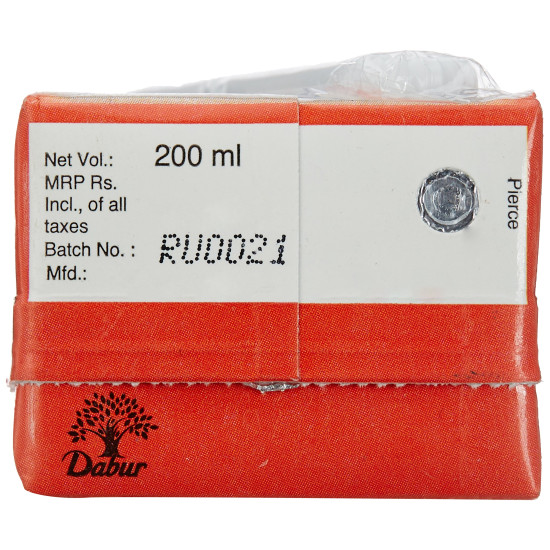 Net Vol.: 200 ml
MRP Rs.
Incl., of all
taxes
Batch No. : RU0021
Mfd.:
Pierce
Dabur